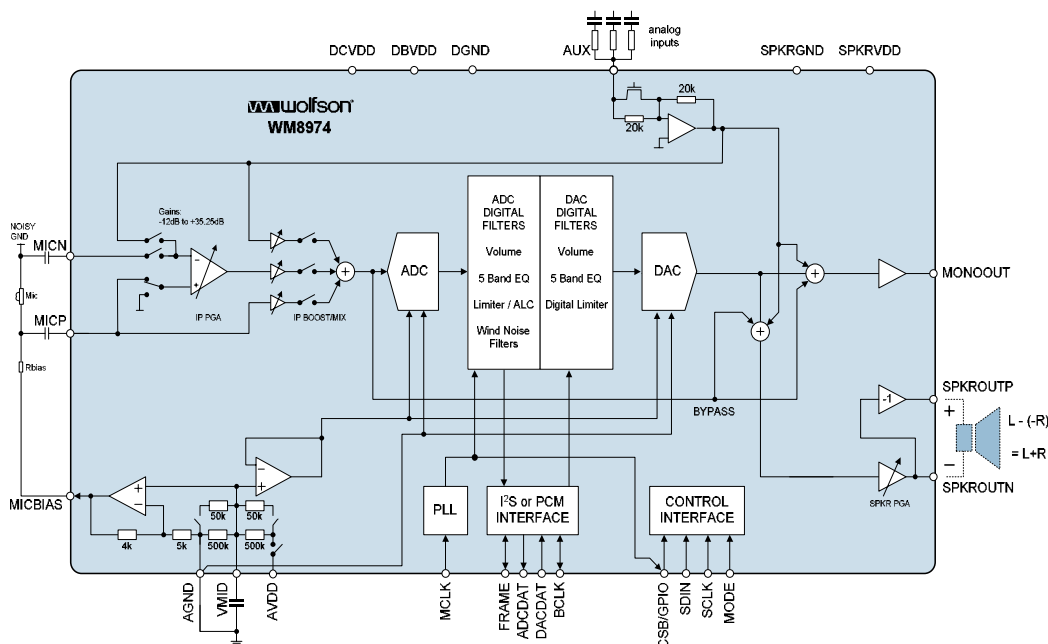 analog
inputs
AUX
DCVDD
DBVDD
DGND
SPKRGND
SPKRVDD
wolfson
WM8974
20k
20k
Gains:
-12dB to +35.25dB
NOISY
GND
MICN
Mic
MICP
Rbias
IP PGA
IP BOOST/MIX
ADC
ADC
DIGITAL
FILTERS
Volume
5 Band EQ
Limiter / ALC
Wind Noise
Filters
DAC
DIGITAL
FILTERS
Volume
5 Band EQ
Digital Limiter
DAC
MONOOUT
BYPASS
SPKROUTP
-1
L - (-R)
= L+R
SPKROUTN
SPKR PGA
MICBIAS
4k
5k
50k
50k
500k
500k
PLL
I²S or PCM
INTERFACE
CONTROL
INTERFACE
AGND
VMID
AVDD
MCLK
FRAME
ADCDAT
DACDAT
BCLK
CSB/GPIO
SDIN
SCLK
MODE